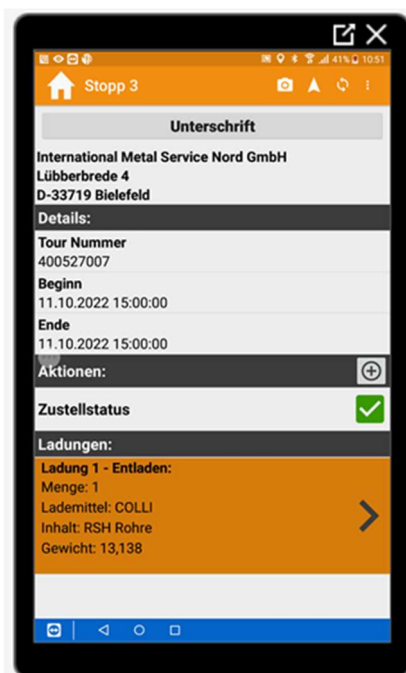 41% 10:51
Stopp 3
Unterschrift
International Metal Service Nord GmbH
Lübberbrede 4
D-33719 Bielefeld
Details:
Tour Nummer
400527007
Beginn
11.10.2022 15:00:00
Ende
11.10.2022 15:00:00
Aktionen:
Zustellstatus
Ladungen:
Ladung 1 - Entladen:
Menge: 1
Lademittel: COLLI
Inhalt: RSH Rohre
Gewicht: 13,138